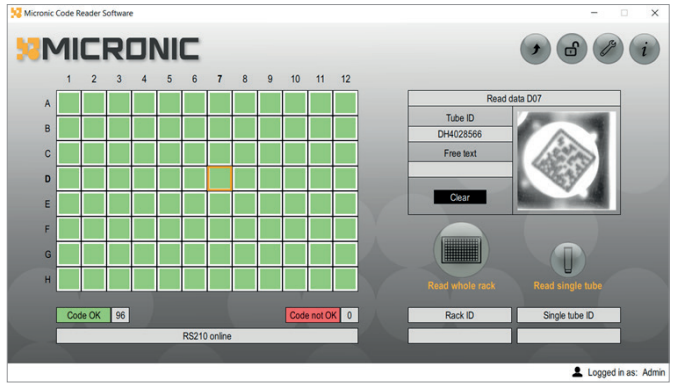 Micronic Code Reader Software
MICRONIC
1 2 3 4 5 6 7 8 9 10 11 12
A
B
C
D
E
F
G
H
Code OK 96
Code not OK 0
RS210 online
Read data D07
Tube ID
DH4028566
Free text
Clear
Read whole rack
Read single tube
Rack ID
Single tube ID
Logged in as: Admin